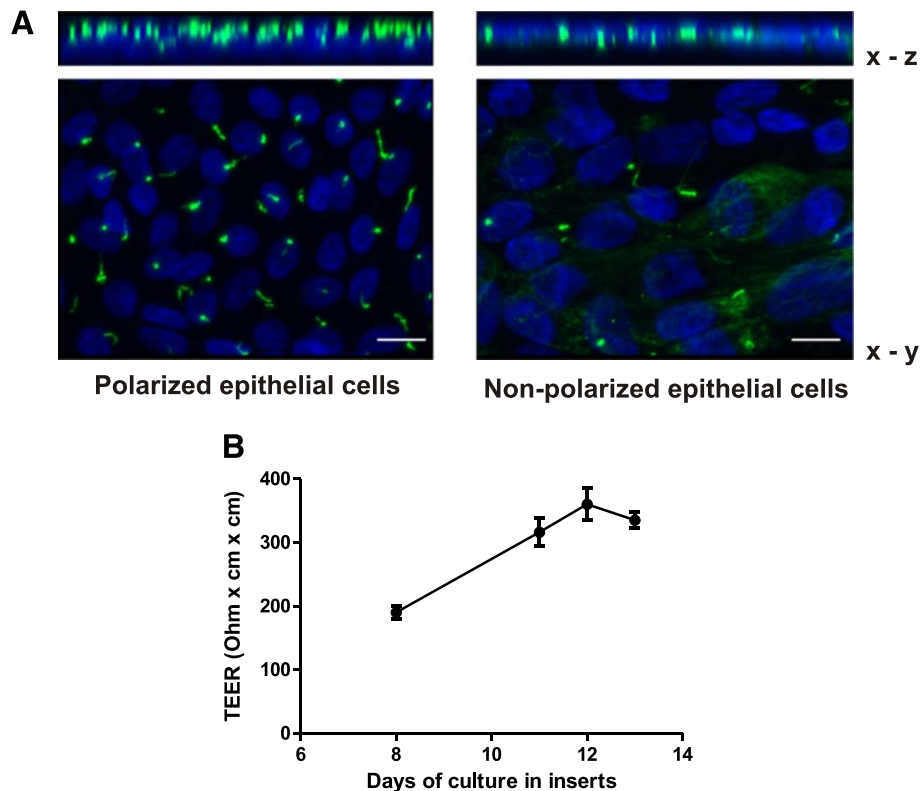 A
x - z
x - y
Polarized epithelial cells
Non-polarized epithelial cells
B
TEER (Ohm x cm x cm)
400
300
200
100
0
6
8
10
12
14
Days of culture in inserts